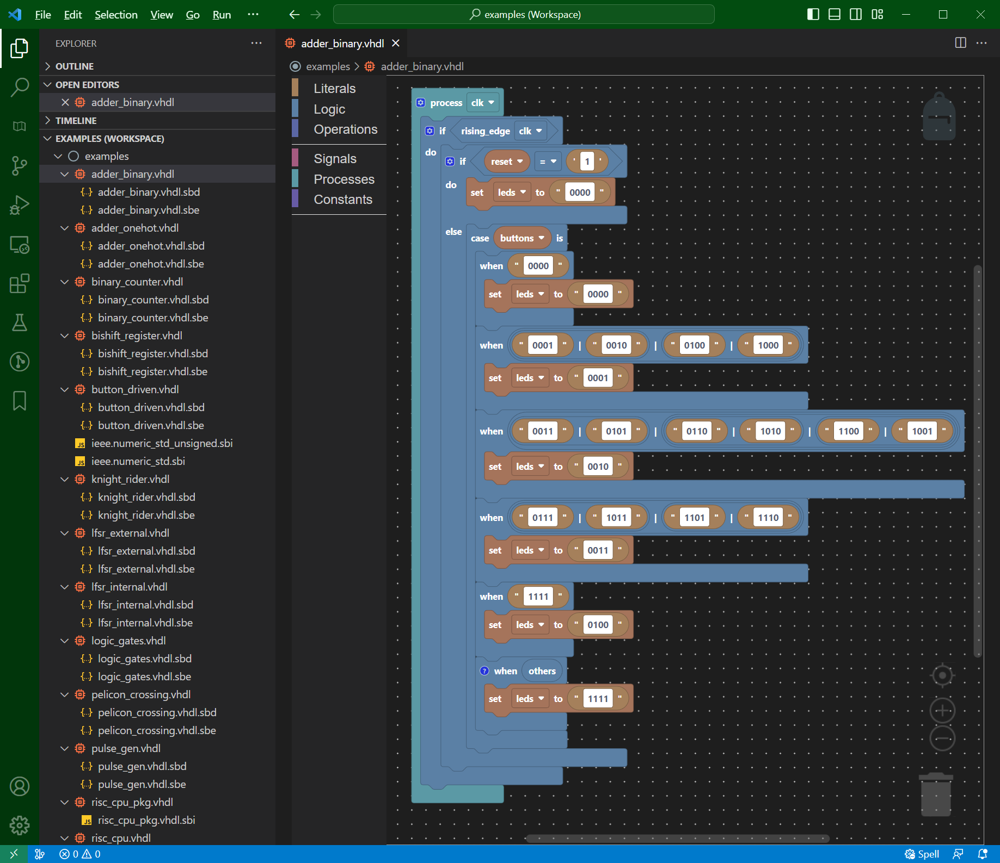 File Edit Selection View Go Run ···
examples (Workspace)
EXPLORER
OUTLINE
OPEN EDITORS
adder_binary.vhdl
TIMELINE
EXAMPLES (WORKSPACE)
examples
adder_binary.vhdl
{..} adder_binary.vhdl.sbd
{..} adder_binary.vhdl.sbe
adder_onehot.vhdl
{..} adder_onehot.vhdl.sbd
{..} adder_onehot.vhdl.sbe
binary_counter.vhdl
{..} binary_counter.vhdl.sbd
{..} binary_counter.vhdl.sbe
bishift_register.vhdl
{..} bishift_register.vhdl.sbd
{..} bishift_register.vhdl.sbe
button_driven.vhdl
{..} button_driven.vhdl.sbd
{..} button_driven.vhdl.sbe
JS ieee.numeric_std_unsigned.sbi
JS ieee.numeric_std.sbi
knight_rider.vhdl
{..} knight_rider.vhdl.sbd
{..} knight_rider.vhdl.sbe
lfsr_external.vhdl
{..} lfsr_external.vhdl.sbd
{..} lfsr_external.vhdl.sbe
lfsr_internal.vhdl
{..} lfsr_internal.vhdl.sbd
{..} lfsr_internal.vhdl.sbe
logic_gates.vhdl
{..} logic_gates.vhdl.sbd
{..} logic_gates.vhdl.sbe
pelicon_crossing.vhdl
{..} pelicon_crossing.vhdl.sbd
{..} pelicon_crossing.vhdl.sbe
pulse_gen.vhdl
{..} pulse_gen.vhdl.sbd
{..} pulse_gen.vhdl.sbe
risc_cpu_pkg.vhdl
JS risc_cpu_pkg.vhdl.sbi
risc_cpu.vhdl
adder_binary.vhdl
examples > adder_binary.vhdl
Literals
Logic
Operations
Signals
Processes
Constants
process clk
if rising_edge clk
do
if reset = ' 1 '
do set leds to " 0000 "
else case buttons is
when " 0000 "
set leds to " 0000 "
when " 0001 " | " 0010 " | " 0100 " | " 1000 "
set leds to " 0001 "
when " 0011 " | " 0101 " | " 0110 " | " 1010 " | " 1100 " | " 1001 "
set leds to " 0010 "
when " 0111 " | " 1011 " | " 1101 " | " 1110 "
set leds to " 0011 "
when " 1111 "
set leds to " 0100 "
? when others
set leds to " 1111 "
0 0
Spell